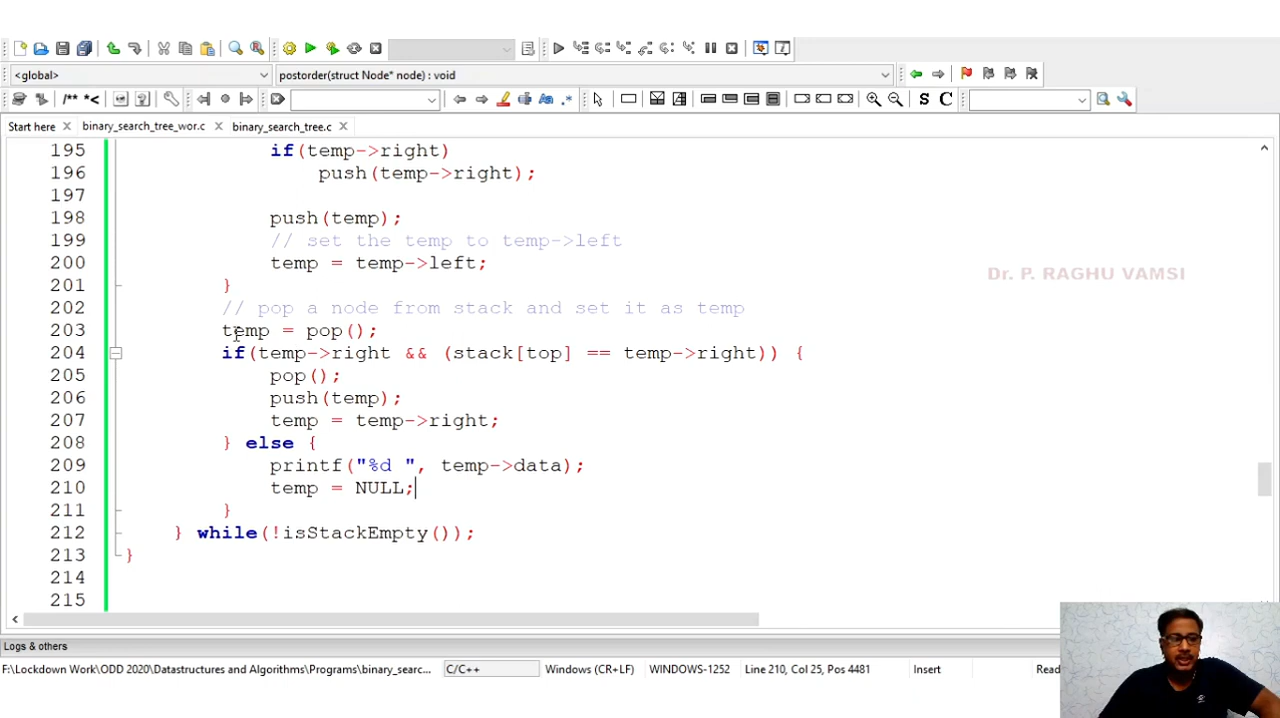 <global>
postorder(struct Node* node) : void
/** *<
S C
Start here
binary_search_tree_wor.c
binary_search_tree.c
195 if(temp->right)
196 push(temp->right);
197
198 push(temp);
199 // set the temp to temp->left
200 temp = temp->left;
201 }
202 // pop a node from stack and set it as temp
203 temp = pop();
204 if(temp->right && (stack[top] == temp->right)) {
205 pop();
206 push(temp);
207 temp = temp->right;
208 } else {
209 printf("%d ", temp->data);
210 temp = NULL;
211 }
212 } while(!isStackEmpty());
213 }
214
215
Dr. P. RAGHU VAMSI
Logs & others
F:\Lockdown Work\ODD 2020\Datastructures and Algorithms\Programs\binary_searc... C/C++ Windows (CR+LF) WINDOWS-1252 Line 210, Col 25, Pos 4481 Insert Read